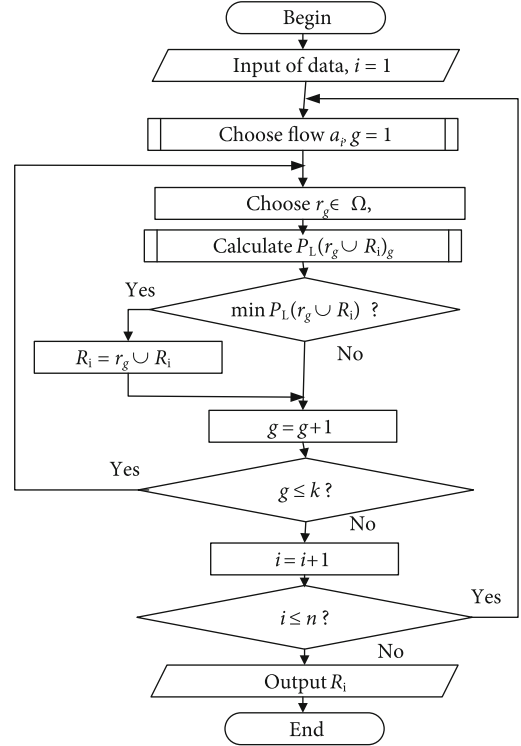 Begin
Input of data, i = 1
Choose flow aᵢ, g = 1
Choose r_g ∈ Ω,
Calculate P_L(r_g ∪ R_i)_g
Yes
min P_L(r_g ∪ R_i) ?
R_i = r_g ∪ R_i
No
g = g+1
Yes
g ≤ k ?
No
i = i+1
i ≤ n ?
Yes
No
Output R_i
End